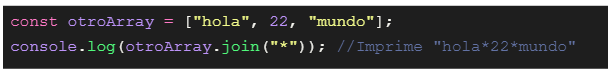 const otroArray = ["hola", 22, "mundo"];
console.log(otroArray.join("*")); //Imprime "hola*22*mundo"